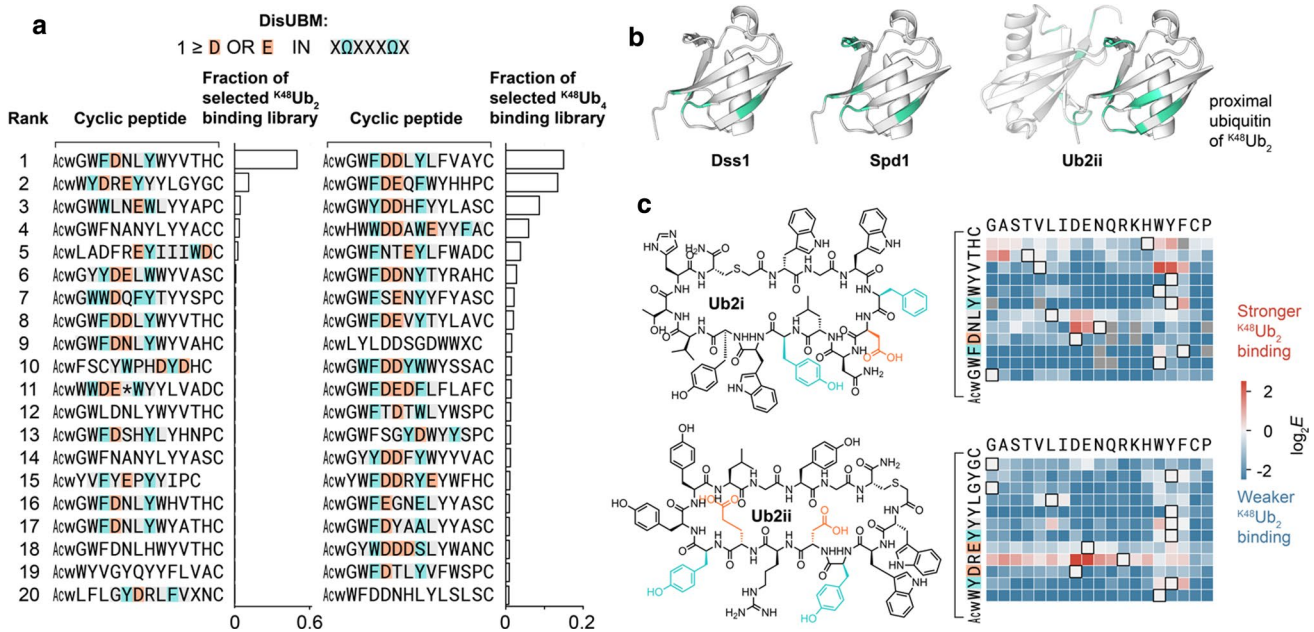 a
DisUBM:
1 ≥ D OR E IN XΩXXXΩX
Rank
Cyclic peptide
Fraction of
selected K48Ub2
binding library
Cyclic peptide
Fraction of
selected K48Ub4
binding library
1 AcwGWFDNLYWYVTHC AcwGWFDDLYLFVAYC
2 AcwWYDREYYYLGYGC AcwGWFDEQFWYHHPC
3 AcwGWWLNEWLYYAPC AcwGWYDDHFYYLASC
4 AcwGWFNANYLYYACC AcwHWWDDAWEYYFAC
5 AcwLADFREYIIIWDC AcwGWFNTEYLFWADC
6 AcwGYYDELWWYVASC AcwGWFDDNYTYRAHC
7 AcwGWWDQFYTYYSPC AcwGWFSENYYFYASC
8 AcwGWFDDLYWYVTHC AcwGWFDEVYTYLAVC
9 AcwGWFDNLYWYVAHC AcwLYLDDSGDWWXC
10 AcwFSCYWPHDYDHC AcwGWLDDYWWYSSAC
11 AcwWWDE*WYYLVADC AcwGWFDEDFLFLAFC
12 AcwGWLDNLYWYVTHC AcwGWFTDTWLYWSPC
13 AcwGWFDSHYLYHNPC AcwGWFSGYDWYYSPC
14 AcwGWFNANYLYYASC AcwGYYDDFYWYYVAC
15 AcwYVFYEPYYIPC AcwYWFDDRYEYWFHC
16 AcwGWFDNLYWHVTHC AcwGWFEGNELYYASC
17 AcwGWFDNLYWYATHC AcwGWFDYAALYYASC
18 AcwGWFDNLHWYVTHC AcwGYWDDDSLYWANC
19 AcwWYVGYQYYFLVAC AcwGWFDTLYVFWSPC
20 AcwLFLGYDRLFVXNC AcwWFDDNHLYLSLSC
0 0.6
0 0.2
b
Dss1
Spd1
Ub2ii
proximal
ubiquitin
of K48Ub2
c
Ub2i
GASTVLIDENQRKHWYFCP
AcwGWFDNLYWYVTHC
Ub2ii
GASTVLIDENQRKHWYFCP
AcwWYDREYYYLGYGC
Stronger
K48Ub2
binding
2
0
-2
log2E
Weaker
K48Ub2
binding